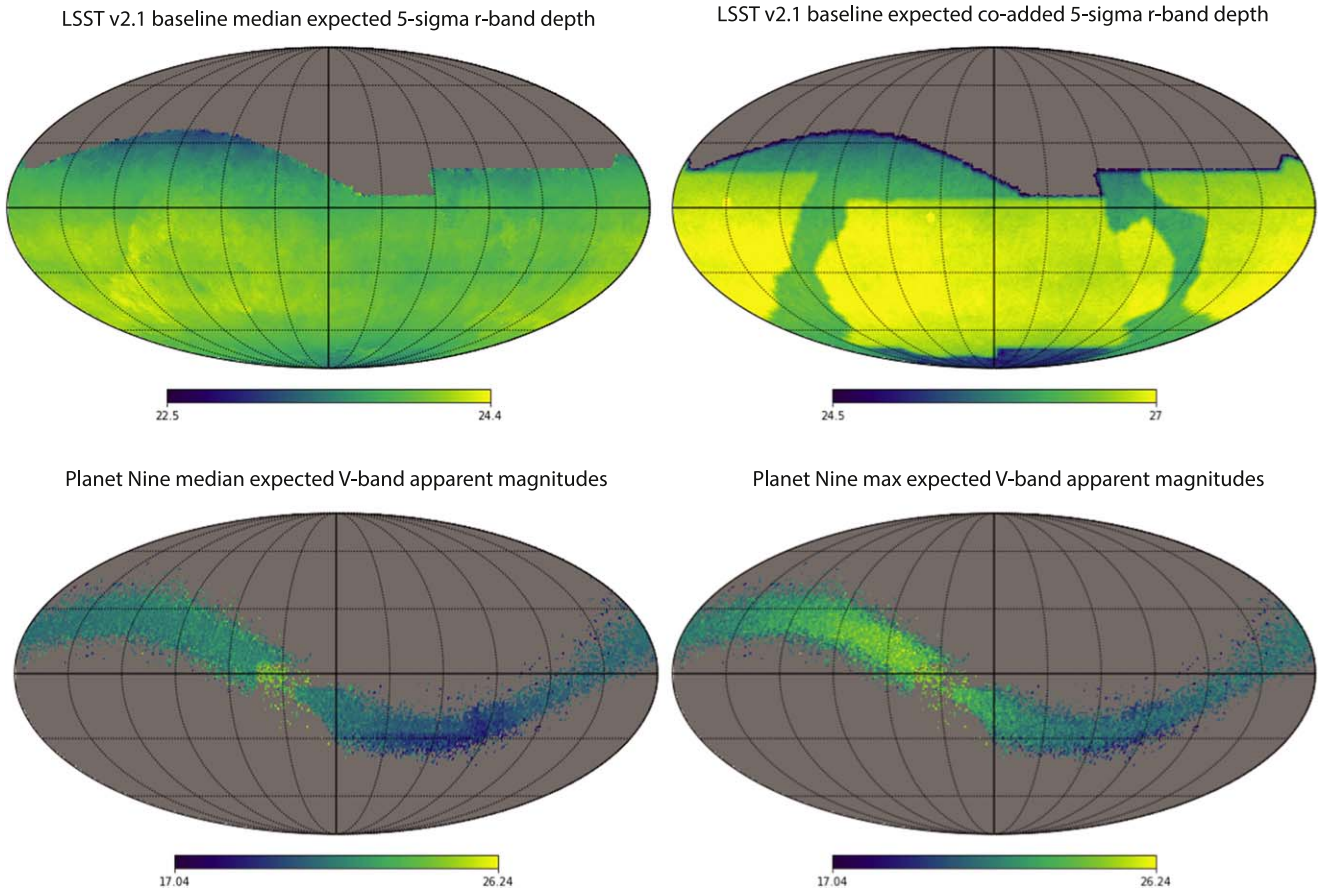 LSST v2.1 baseline median expected 5-sigma r-band depth
LSST v2.1 baseline expected co-added 5-sigma r-band depth
22.5
24.4
24.5
27
Planet Nine median expected V-band apparent magnitudes
Planet Nine max expected V-band apparent magnitudes
17.04
26.24
17.04
26.24